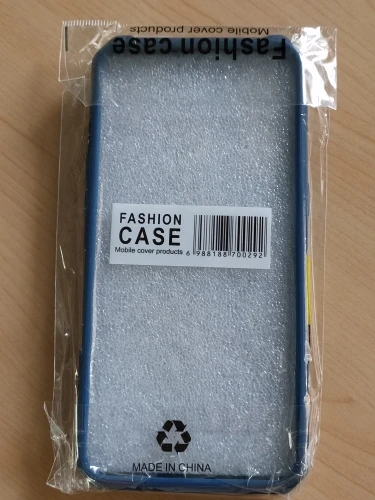 Mobile cover products
Fashion case
FASHION
CASE
Mobile cover products
6 988188 700292
MADE IN CHINA